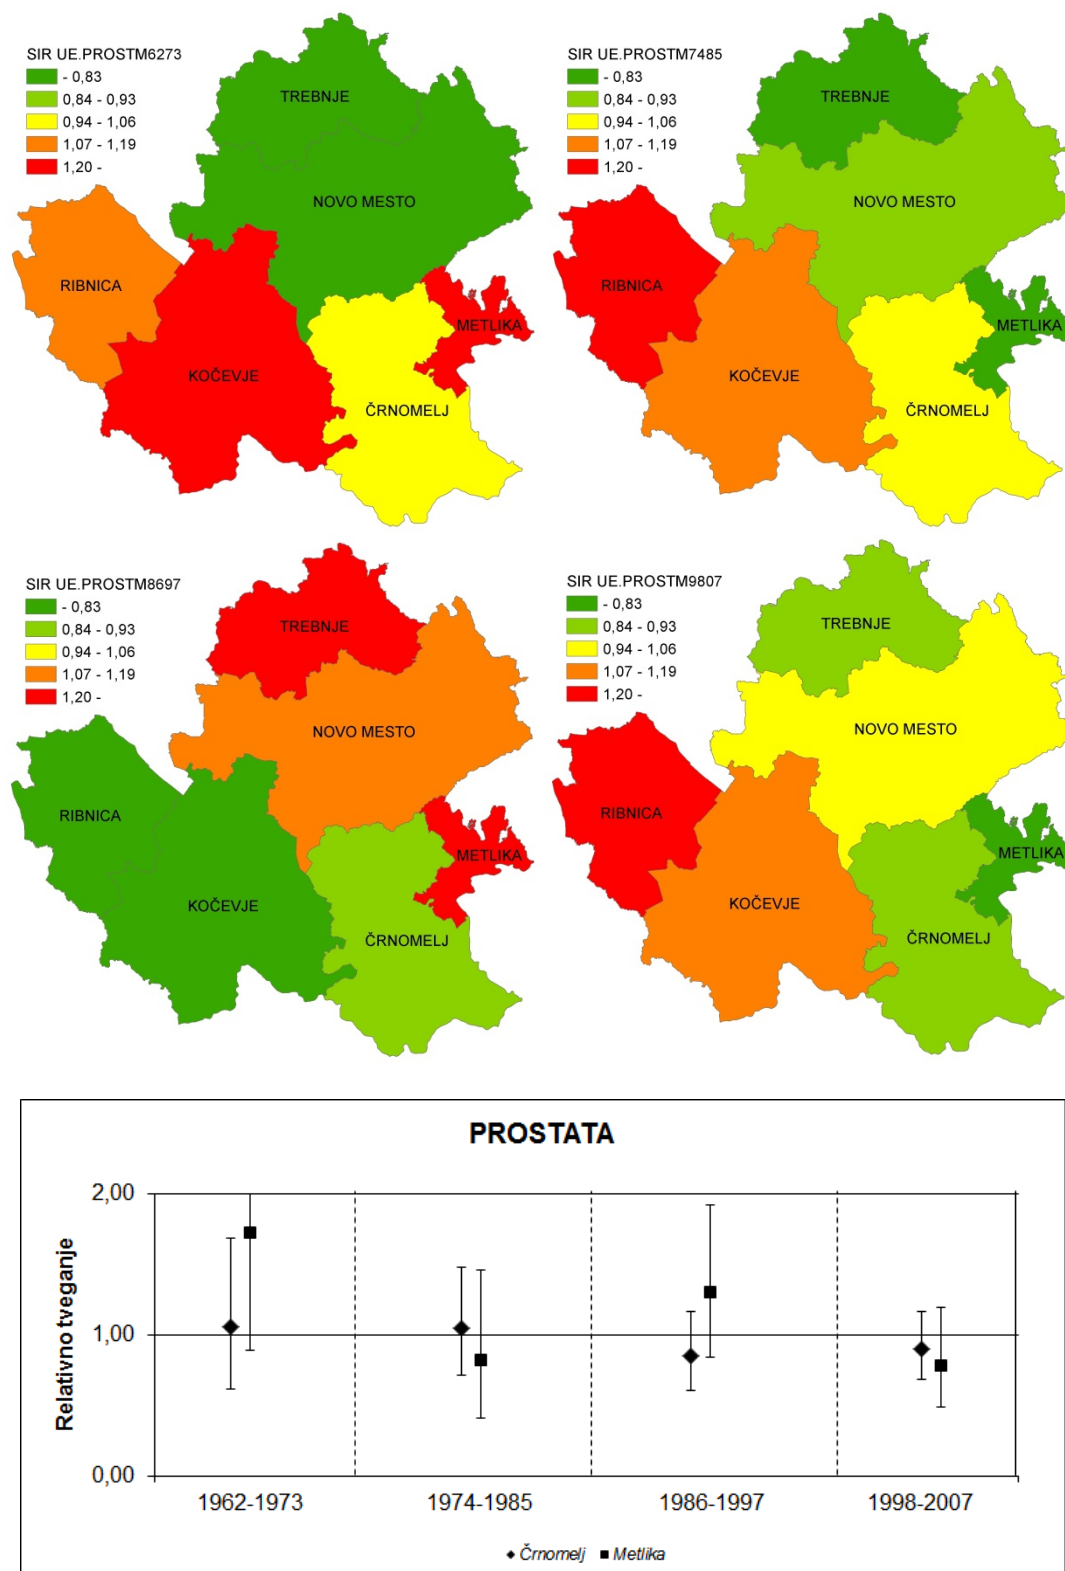 SIR UE.PROSTM6273
- 0,83
0,84 - 0,93
0,94 - 1,06
1,07 - 1,19
1,20 -
TREBNJE
NOVO MESTO
RIBNICA
METLIKA
KOČEVJE
ČRNOMELJ
SIR UE.PROSTM7485
- 0,83
0,84 - 0,93
0,94 - 1,06
1,07 - 1,19
1,20 -
TREBNJE
NOVO MESTO
RIBNICA
METLIKA
KOČEVJE
ČRNOMELJ
SIR UE.PROSTM8697
- 0,83
0,84 - 0,93
0,94 - 1,06
1,07 - 1,19
1,20 -
TREBNJE
NOVO MESTO
RIBNICA
METLIKA
KOČEVJE
ČRNOMELJ
SIR UE.PROSTM9807
- 0,83
0,84 - 0,93
0,94 - 1,06
1,07 - 1,19
1,20 -
TREBNJE
NOVO MESTO
RIBNICA
METLIKA
KOČEVJE
ČRNOMELJ
PROSTATA
Relativno tveganje
2,00
1,00
0,00
1962-1973 1974-1985 1986-1997 1998-2007
Črnomelj Metlika